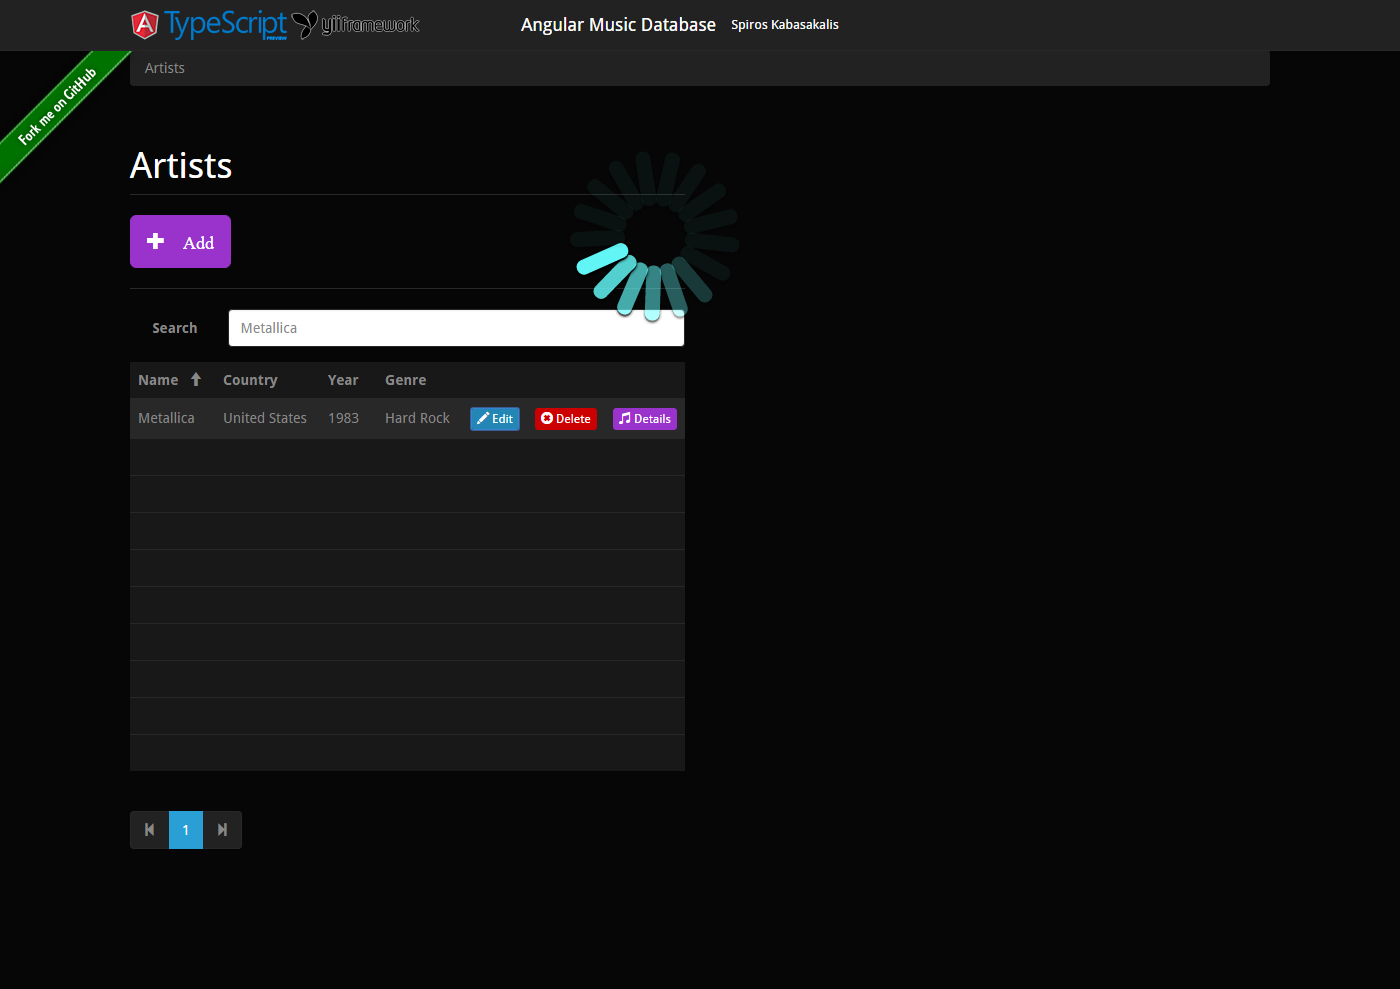 TypeScript PREVIEW yiiframework Angular Music Database Spiros Kabasakalis
Artists
Fork me on GitHub
Artists
Add
Search Metallica
Name Country Year Genre
Metallica United States 1983 Hard Rock Edit Delete Details
1